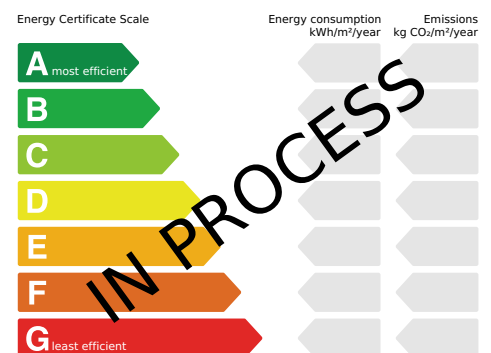 Energy Certificate Scale
Energy consumption
kWh/m²/year
Emissions
kg CO₂/m²/year
A most efficient
B
C
D
E
F
G least efficient
IN PROCESS